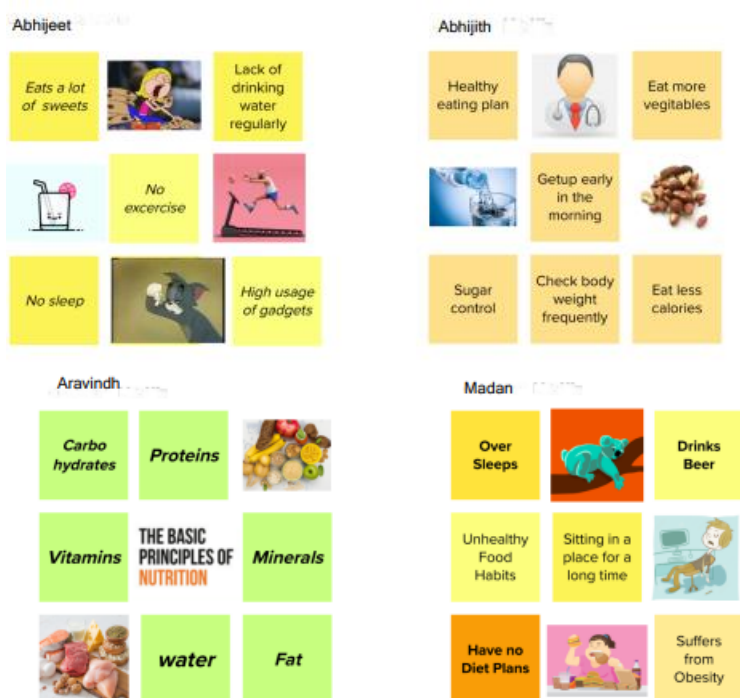 Abhijeet
Eats a lot
of sweets
Lack of
drinking
water
regularly
No
excercise
No sleep
High usage
of gadgets
Abhijith
Healthy
eating plan
Eat more
vegitables
Getup early
in the
morning
Sugar
control
Check body
weight
frequently
Eat less
calories
Aravindh
Carbo
hydrates
Proteins
Vitamins
THE BASIC
PRINCIPLES OF
NUTRITION
Minerals
water
Fat
Madan
Over
Sleeps
Drinks
Beer
Unhealthy
Food
Habits
Sitting in a
place for a
long time
Have no
Diet Plans
Suffers
from
Obesity